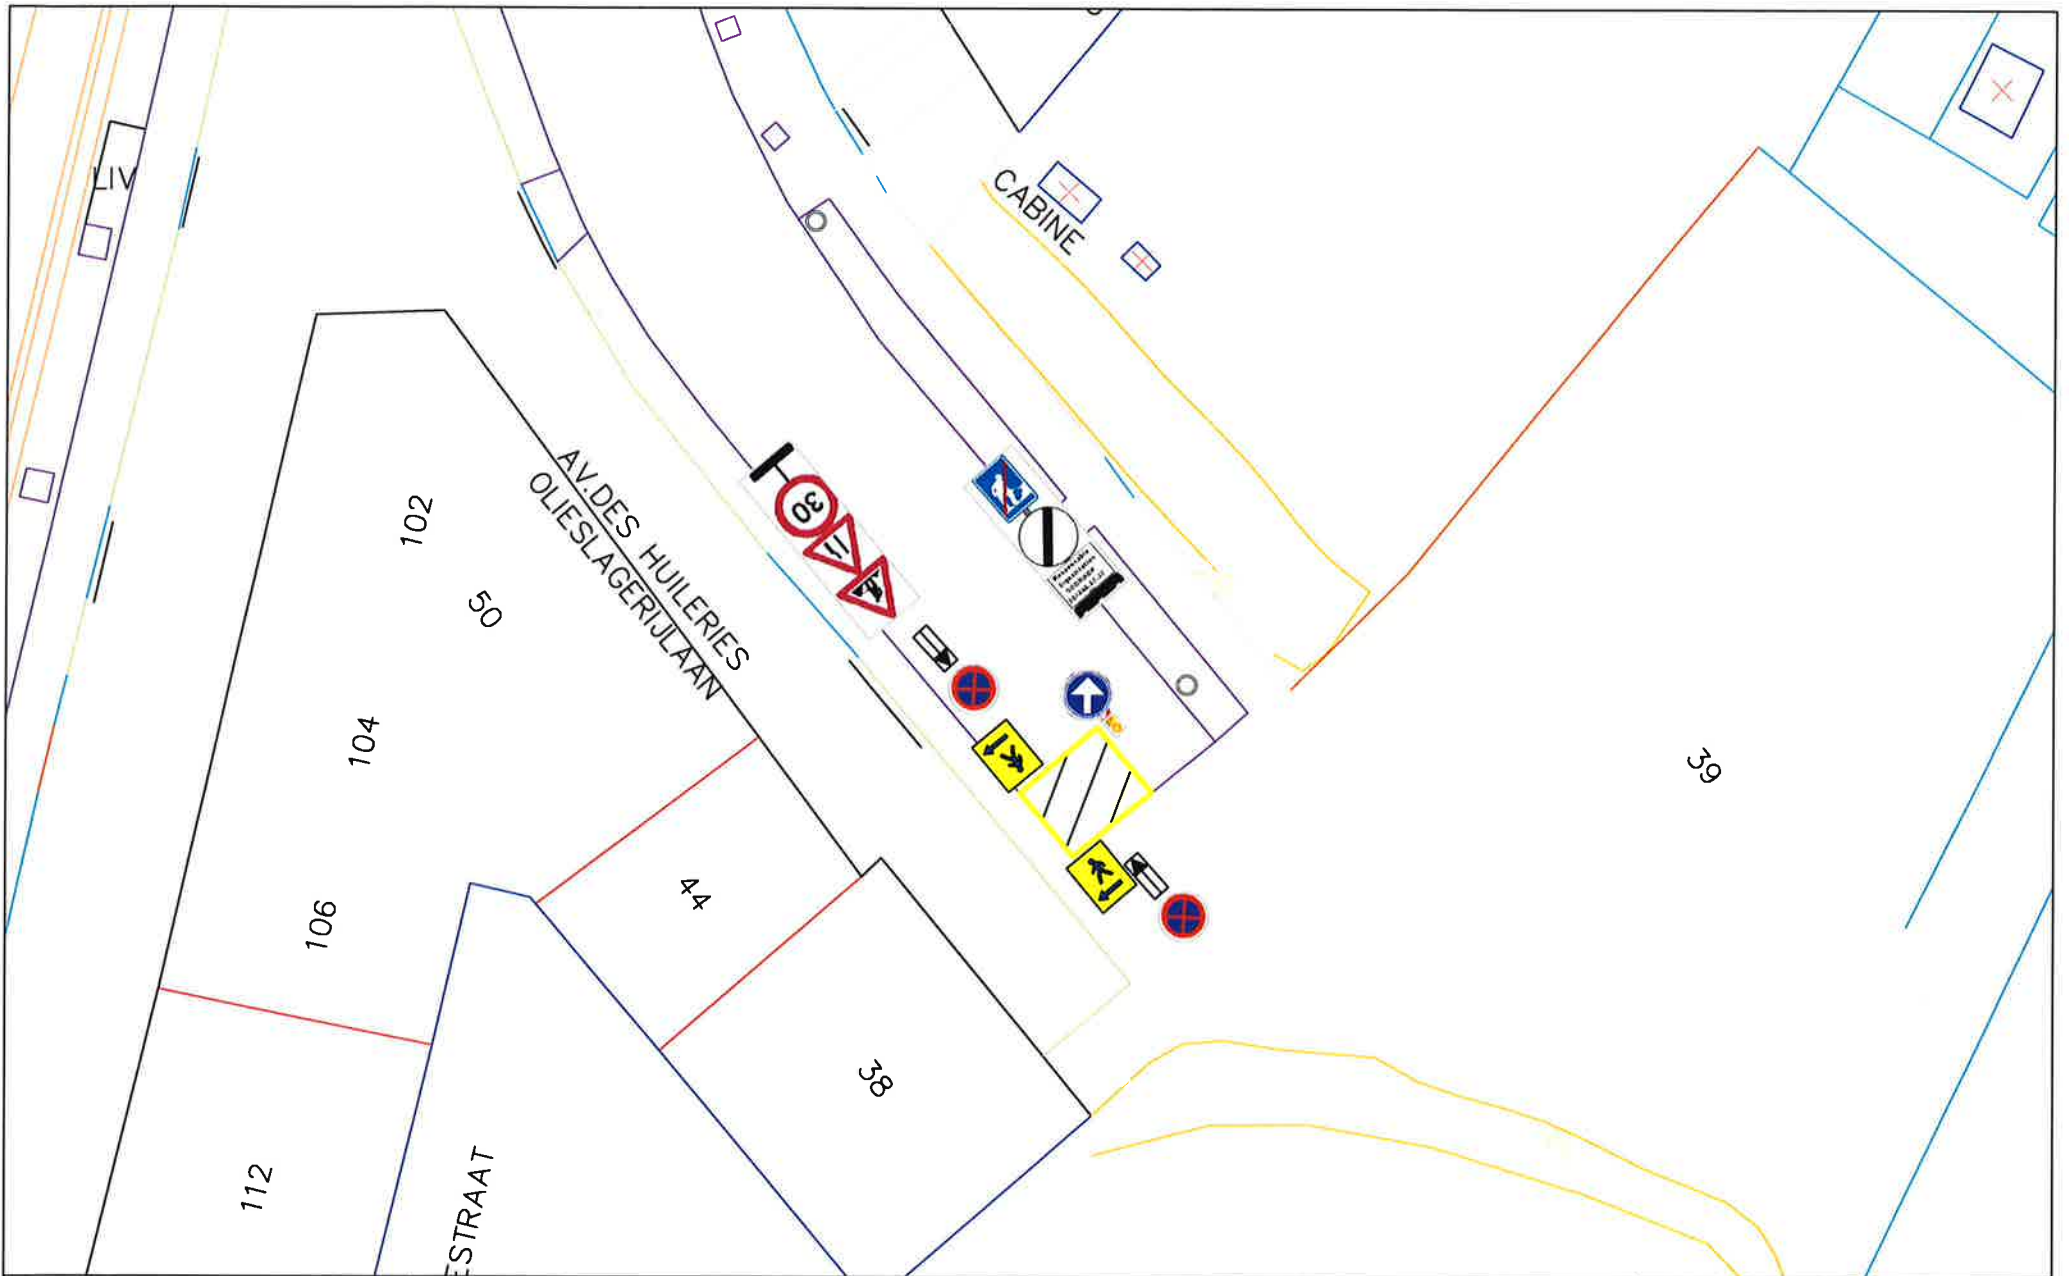 LIV
CABINE
102
50
AV.DES HUILERIES
OLIESLAGERIJLAAN
30
104
39
44
106
38
112
ESTRAAT